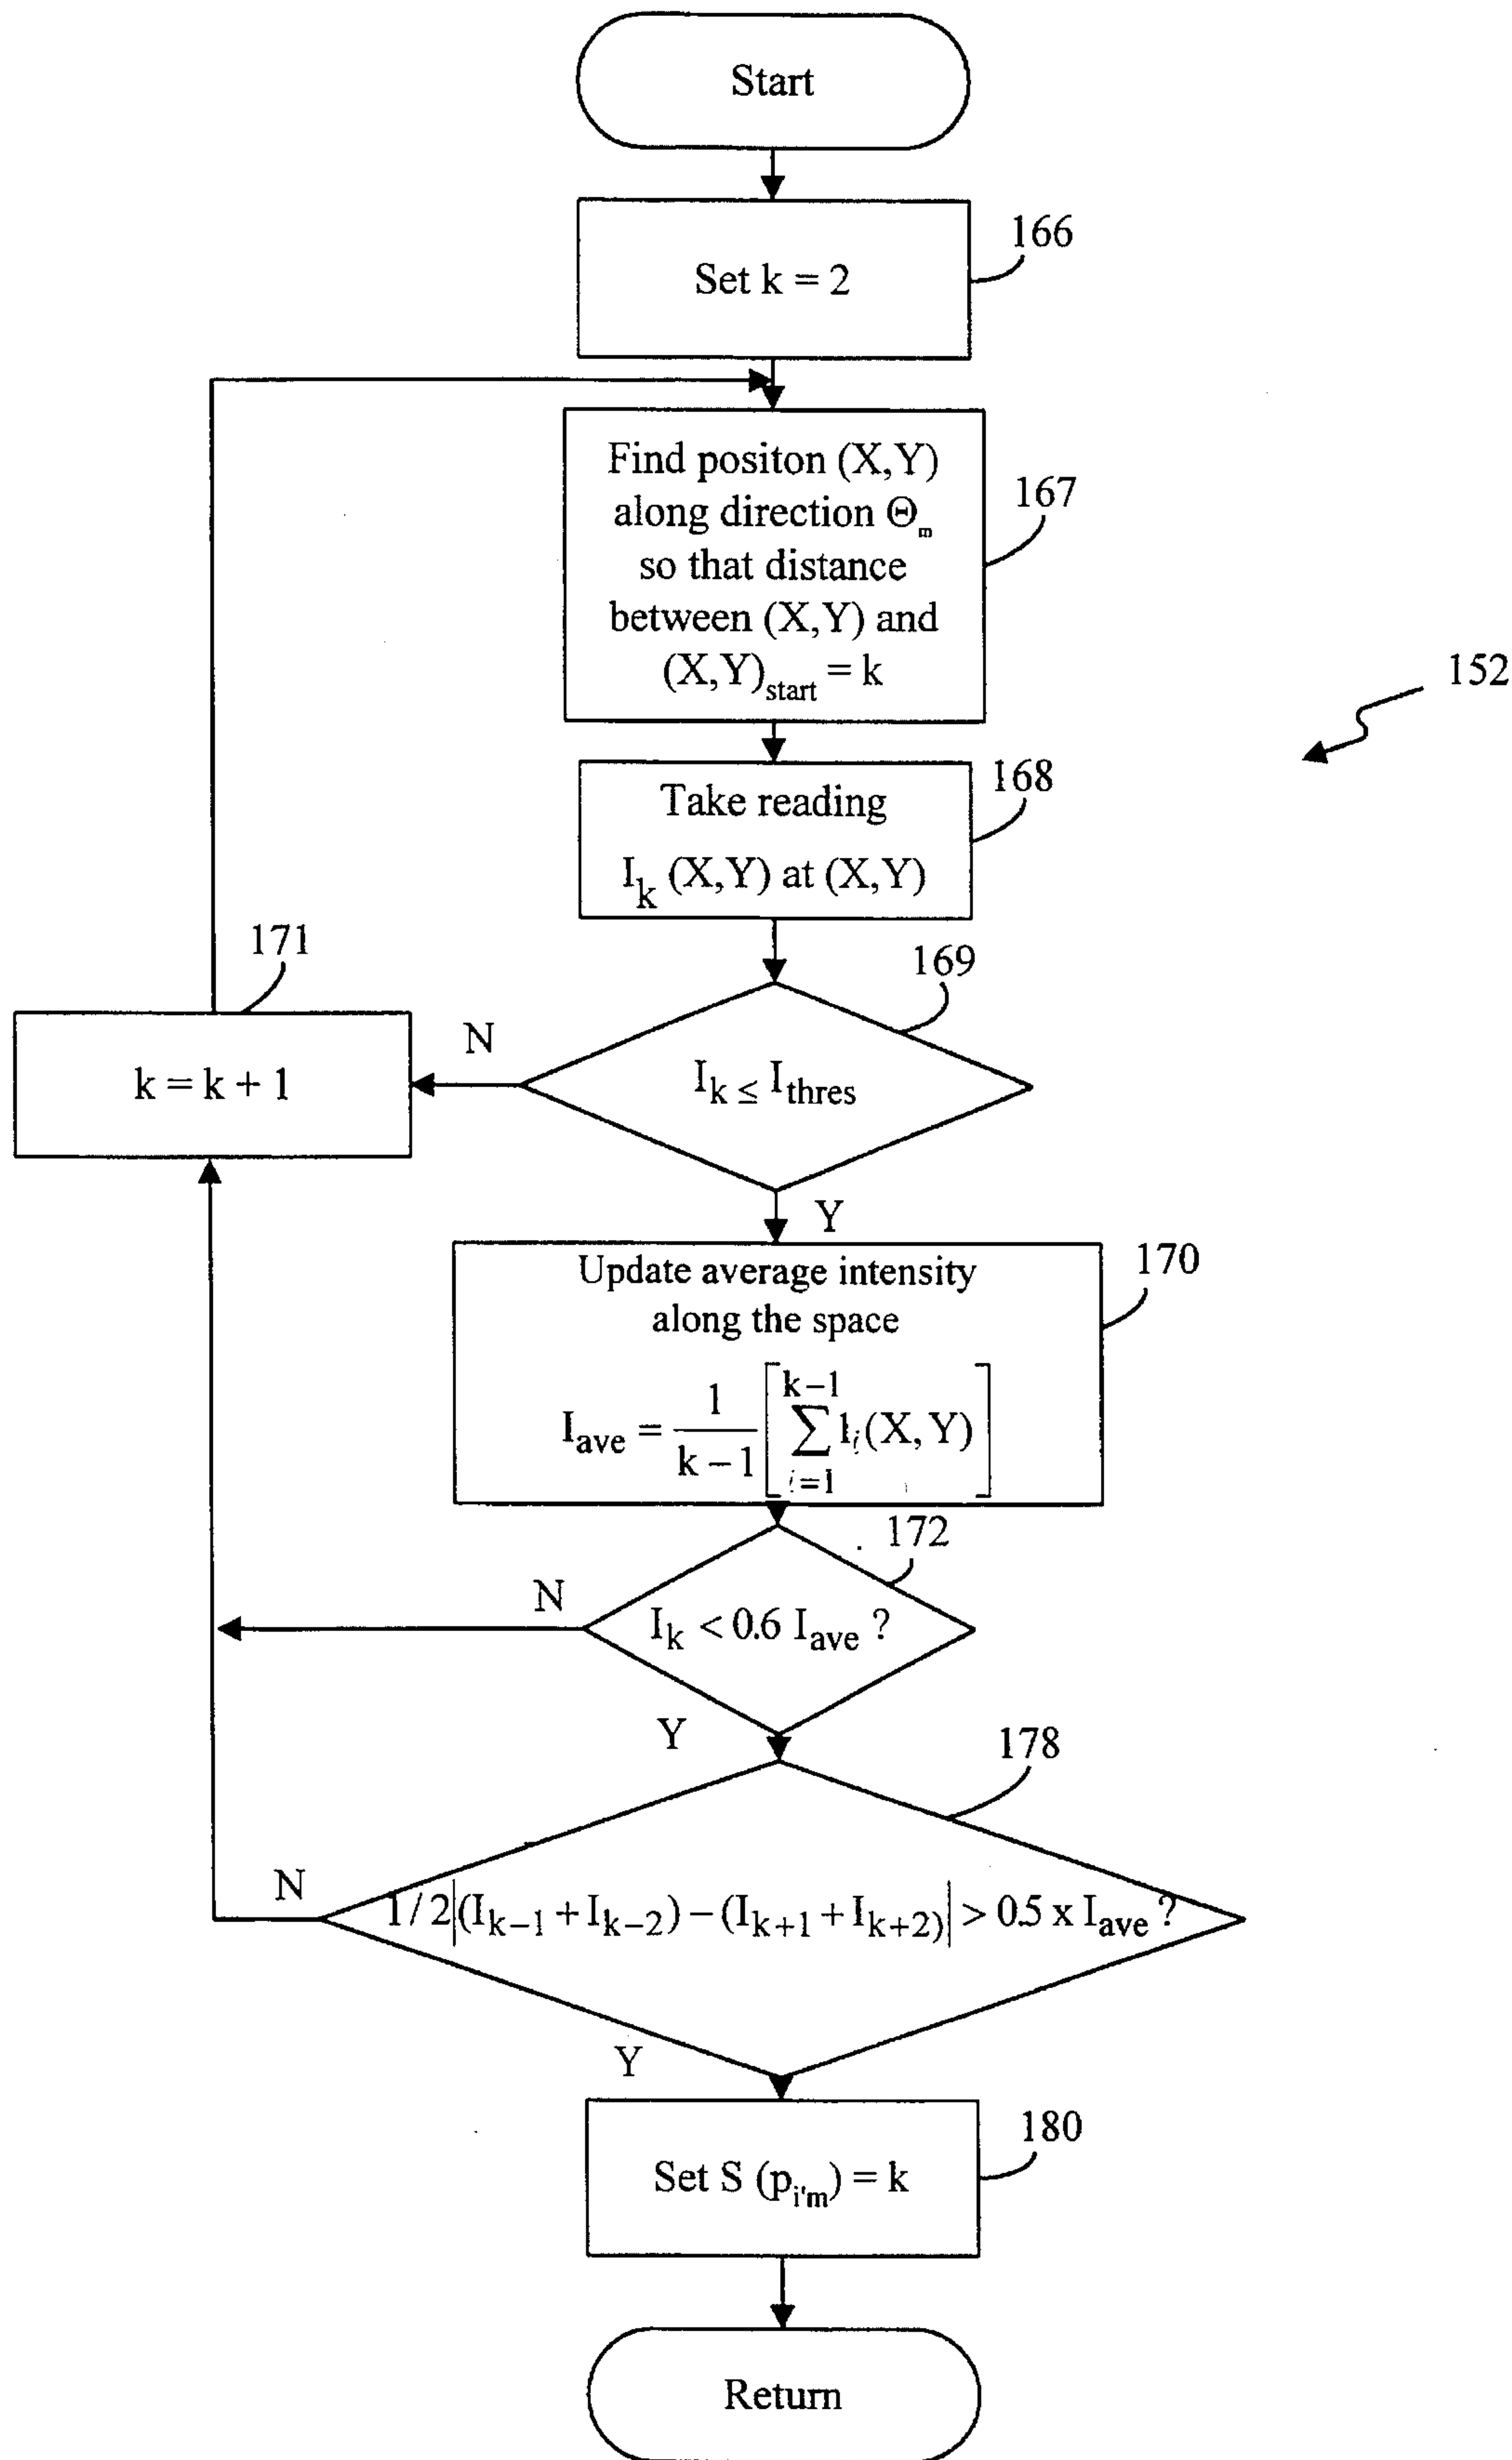 Start
Set k = 2
166
Find positon (X,Y)
along direction Θₘ
so that distance
between (X,Y) and
(X,Y)start = k
167
152
Take reading
Iₖ (X,Y) at (X,Y)
168
171
k = k + 1
N
169
Iₖ ≤ Ithres
Y
170
Update average intensity
along the space
Iave = 1/(k − 1) [∑_{i=1}^{k−1} Iᵢ(X, Y)]
172
N
Iₖ < 0.6 Iave ?
Y
178
N
1/2|(Iₖ₋₁ + Iₖ₋₂) − (Iₖ₊₁ + Iₖ₊₂)| > 0.5 x Iave ?
Y
180
Set S (p_{i'm}) = k
Return